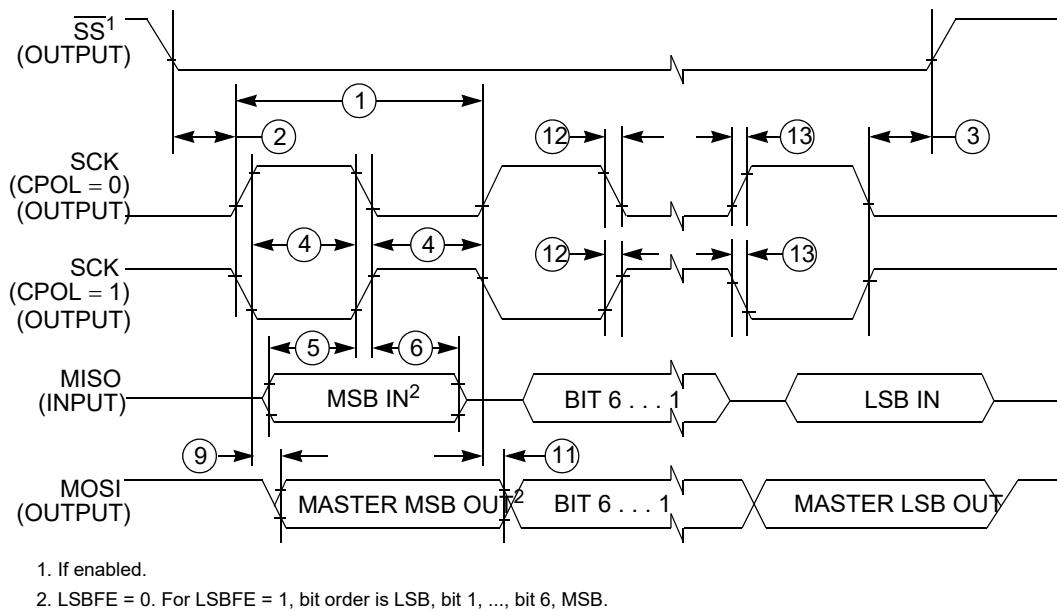 SS¹
(OUTPUT)
1
2
12
13
3
SCK
(CPOL = 0)
(OUTPUT)
4
4
SCK
(CPOL = 1)
(OUTPUT)
12
13
5
6
MISO
(INPUT)
MSB IN²
BIT 6 . . . 1
LSB IN
9
11
MOSI
(OUTPUT)
MASTER MSB OUT²
BIT 6 . . . 1
MASTER LSB OUT
1. If enabled.
2. LSBFE = 0. For LSBFE = 1, bit order is LSB, bit 1, ..., bit 6, MSB.